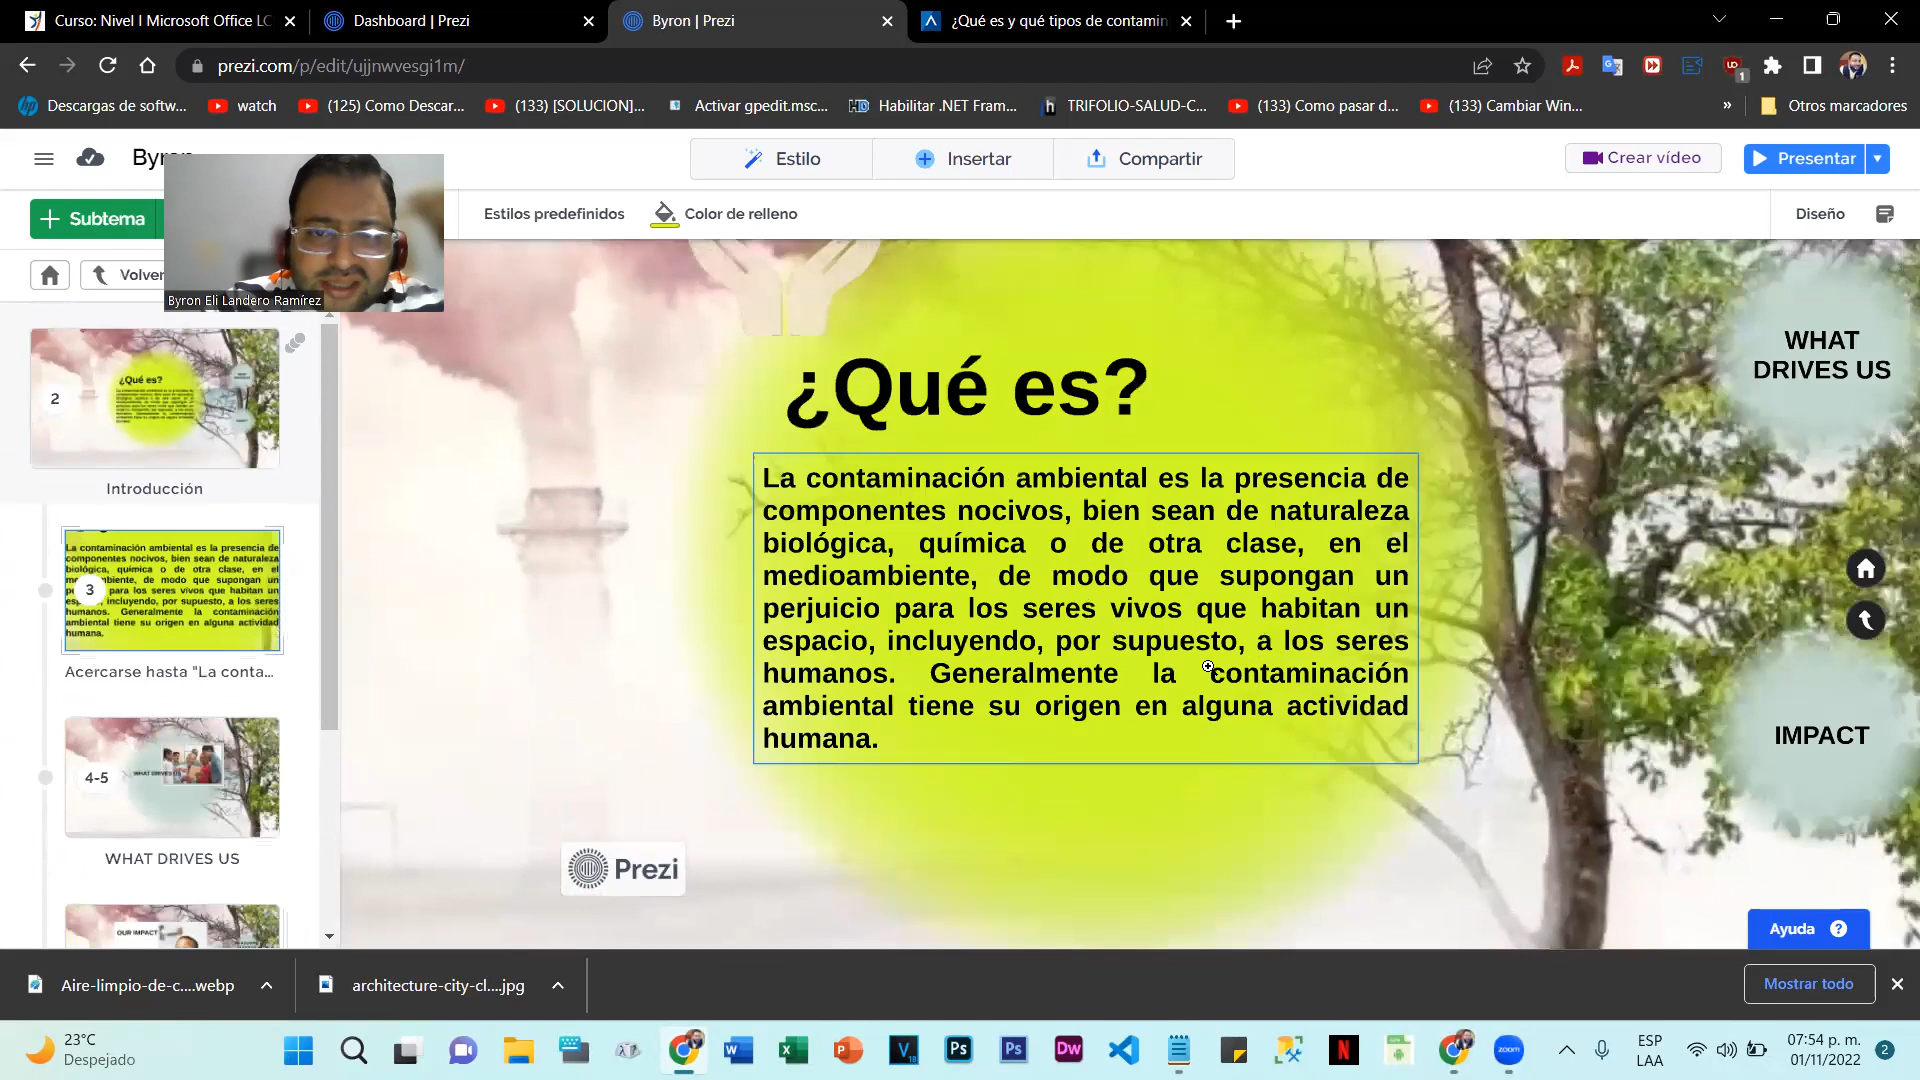 Curso: Nivel I Microsoft Office LC
Dashboard | Prezi
Byron | Prezi
¿Qué es y qué tipos de contamin
prezi.com/p/edit/ujjnwvesgi1m/
1
Descargas de softw...
watch
(125) Como Descar...
(133) [SOLUCION]...
Activar gpedit.msc...
Habilitar .NET Fram...
TRIFOLIO-SALUD-C...
(133) Como pasar d...
(133) Cambiar Win...
»
Otros marcadores
Byron
Estilo
Insertar
Compartir
Crear vídeo
Presentar
Subtema
Estilos predefinidos
Color de relleno
Diseño
Volver
Byron Eli Landero Ramírez
2
Introducción
3
Acercarse hasta "La conta...
4-5
WHAT DRIVES US
OUR IMPACT
¿Qué es?
La contaminación ambiental es la presencia de
componentes nocivos, bien sean de naturaleza
biológica, química o de otra clase, en el
medioambiente, de modo que supongan un
perjuicio para los seres vivos que habitan un
espacio, incluyendo, por supuesto, a los seres
humanos. Generalmente la contaminación
ambiental tiene su origen en alguna actividad
humana.
WHAT
DRIVES US
IMPACT
Prezi
Ayuda ?
Aire-limpio-de-c....webp
architecture-city-cl....jpg
Mostrar todo
23°C
Despejado
ESP
LAA
07:54 p. m.
01/11/2022
2